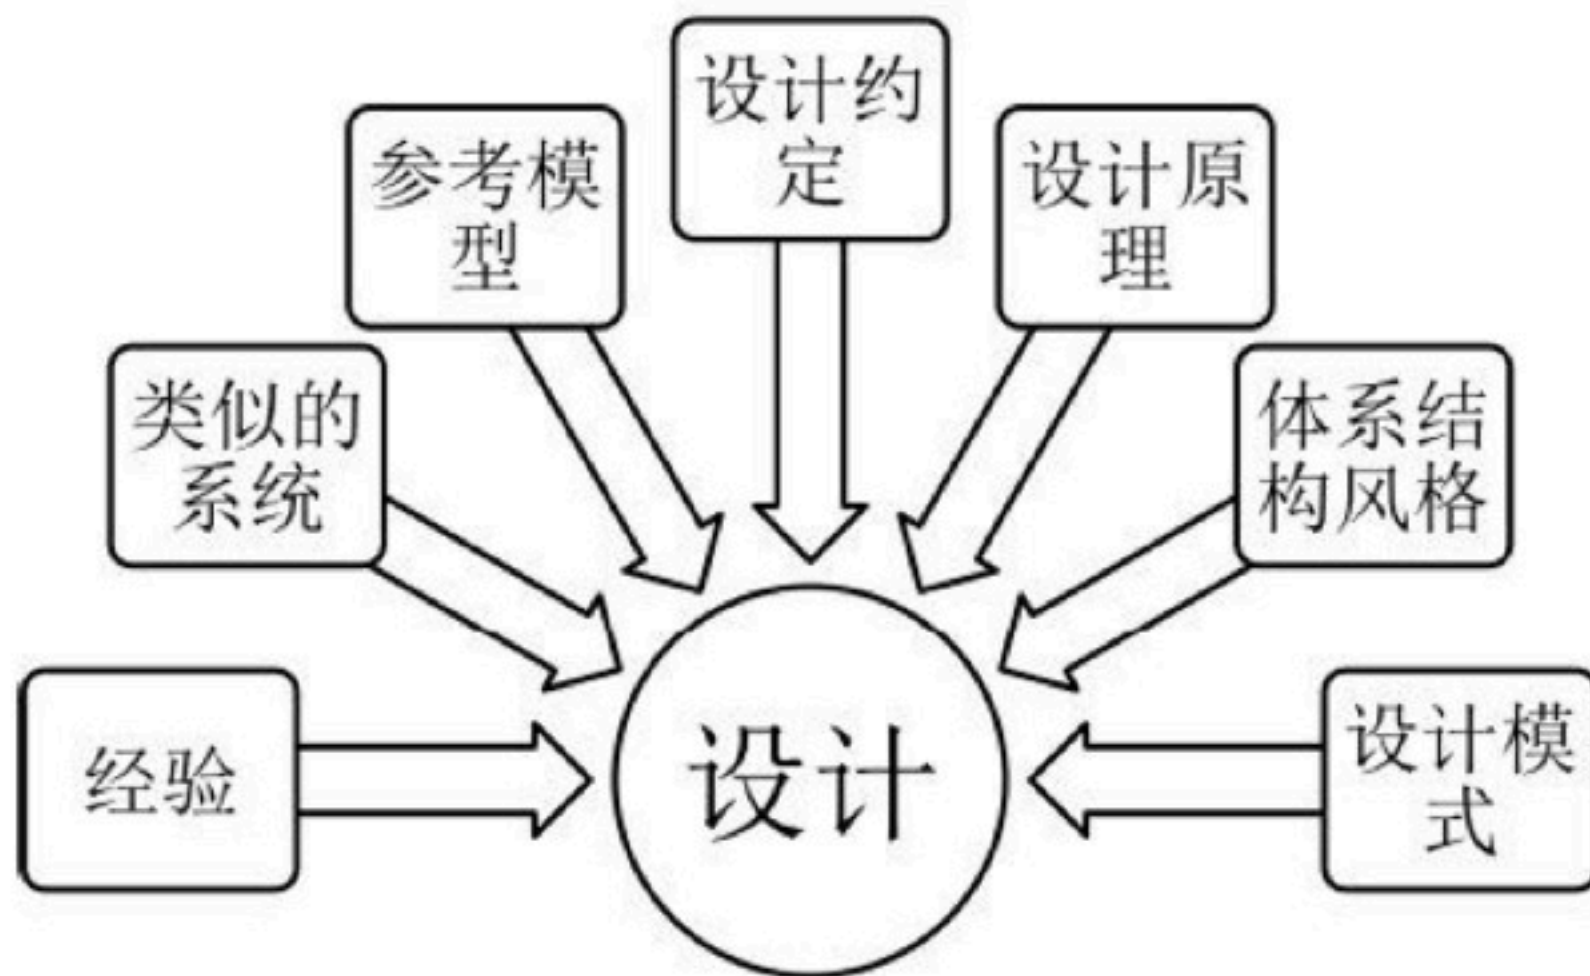 设计约
定
参考模
型
设计原
理
类似的
系统
体系结
构风格
经验
设计
设计模
式